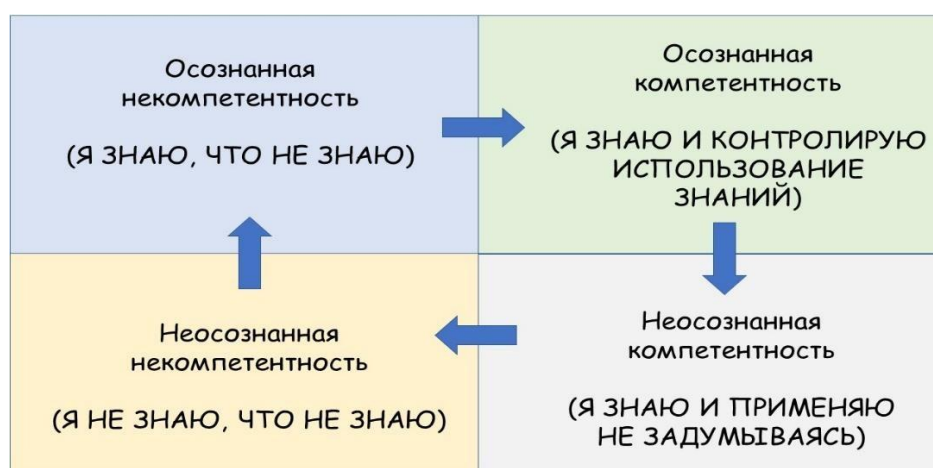 Осознанная
некомпетентность
(Я ЗНАЮ, ЧТО НЕ ЗНАЮ)
Осознанная
компетентность
(Я ЗНАЮ И КОНТРОЛИРУЮ
ИСПОЛЬЗОВАНИЕ
ЗНАНИЙ)
Неосознанная
некомпетентность
(Я НЕ ЗНАЮ, ЧТО НЕ ЗНАЮ)
Неосознанная
компетентность
(Я ЗНАЮ И ПРИМЕНЯЮ
НЕ ЗАДУМЫВАЯСЬ)